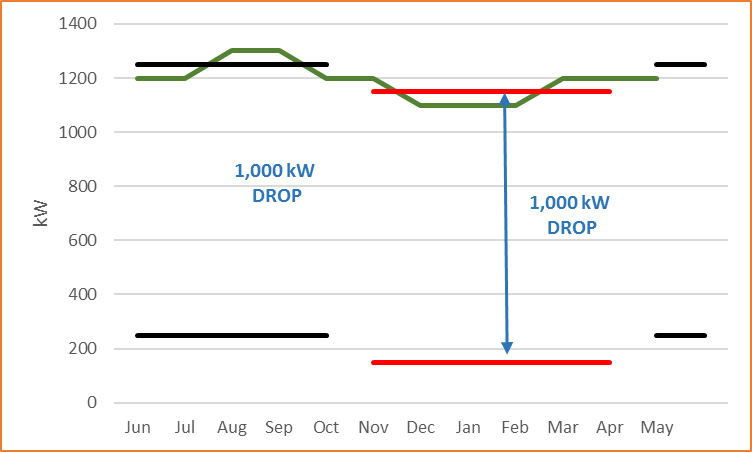 1400
1200
1000
800
600
400
200
0
kW
1,000 kW
DROP
1,000 kW
DROP
Jun Jul Aug Sep Oct Nov Dec Jan Feb Mar Apr May